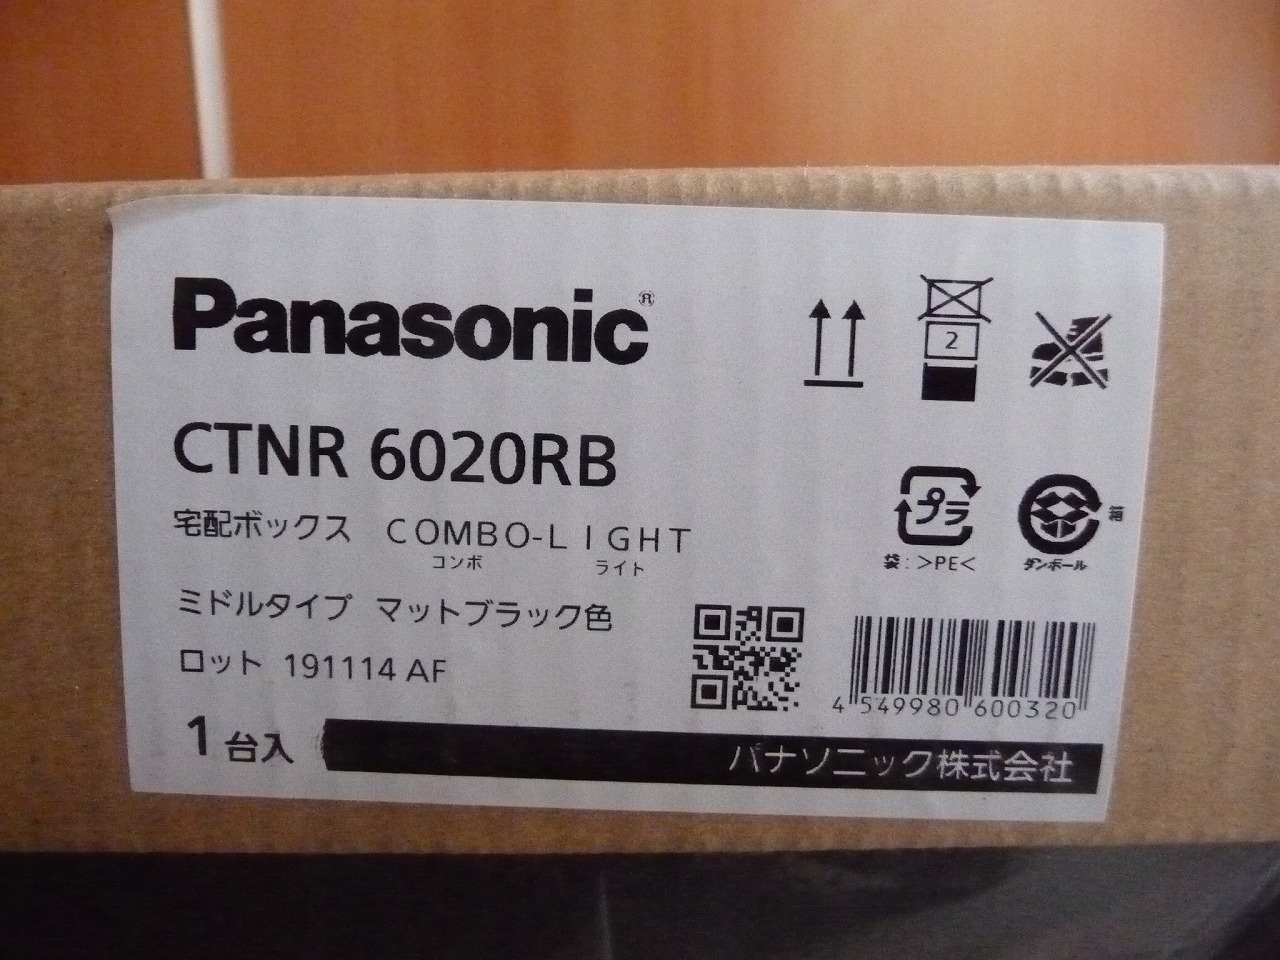 Panasonic®
CTNR 6020RB
宅配ボックス COMBO-LIGHT
コンボ ライト
ミドルタイプ マットブラック色
ロット 191114 AF
1台入
2
プラ
袋:>PE<
箱
ダンボール
4 549980 600320
パナソニック株式会社